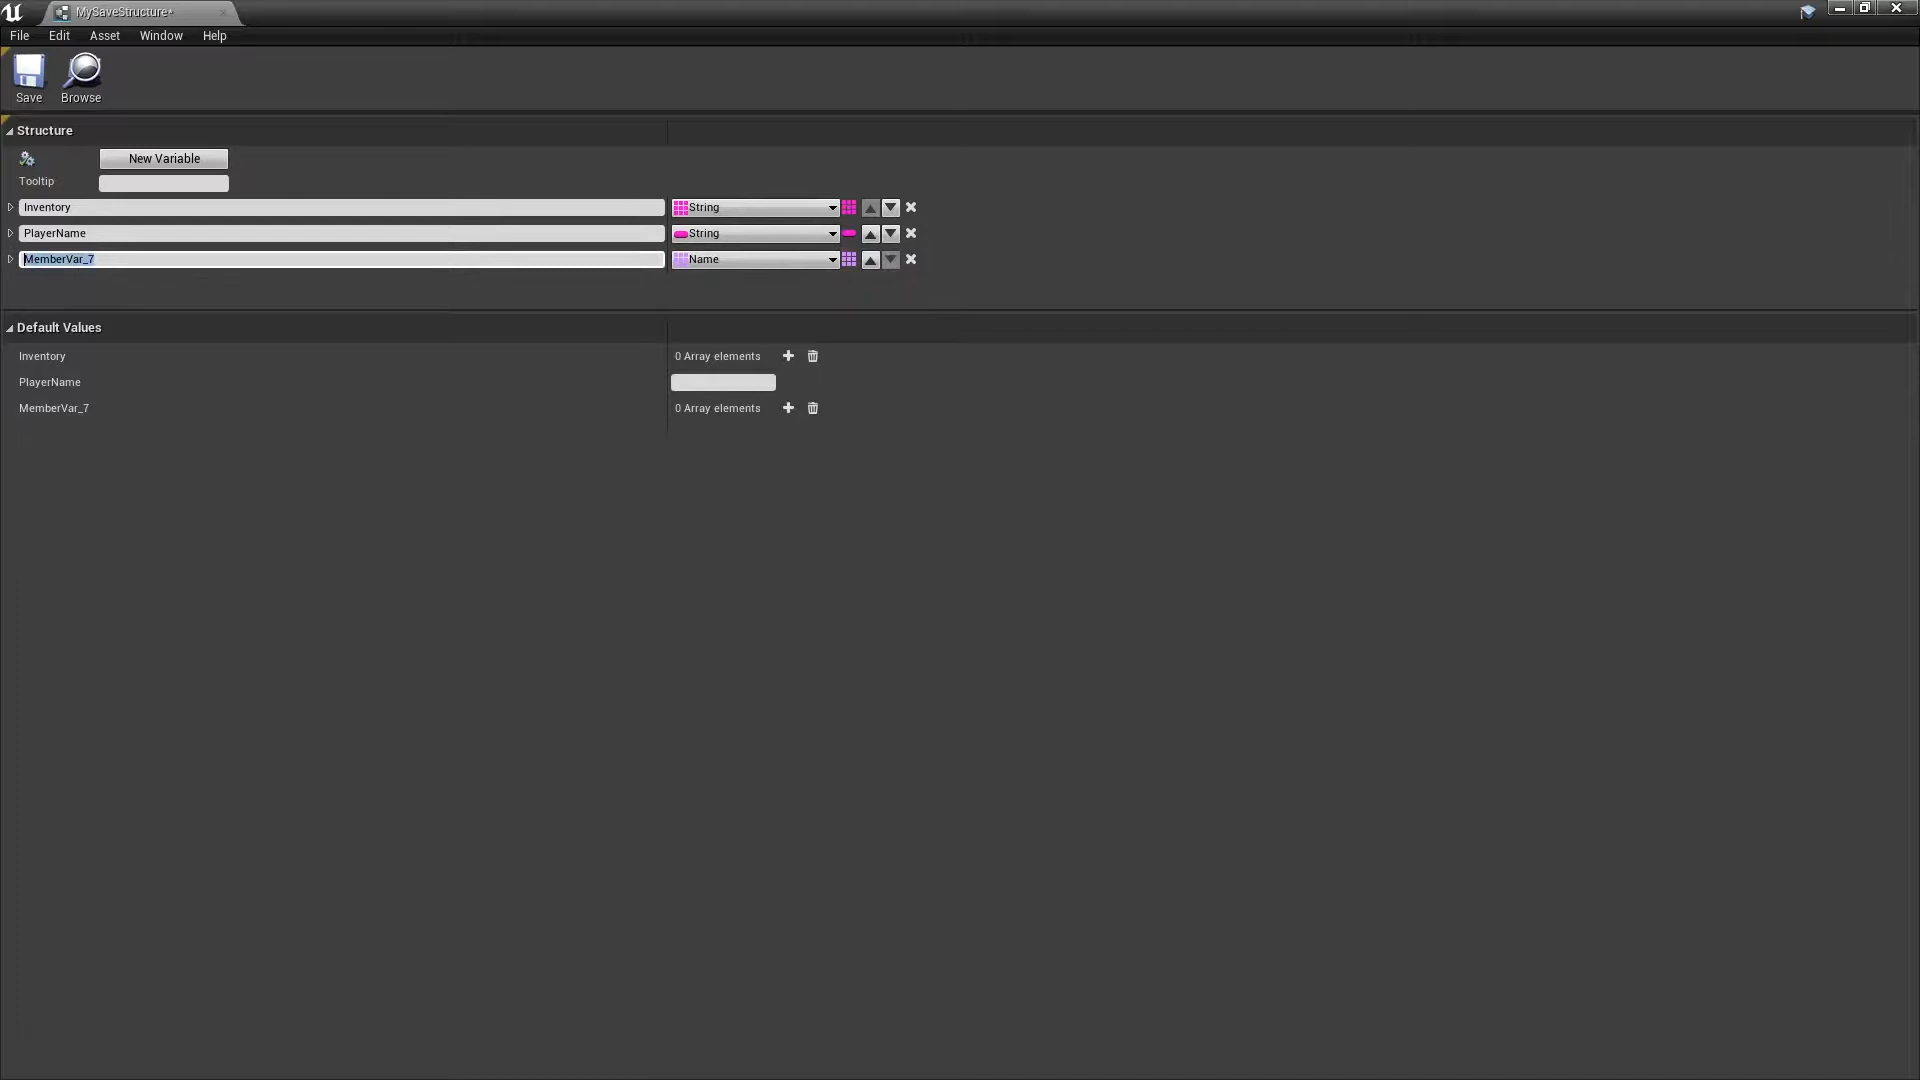 MySaveStructure*
File Edit Asset Window Help
Save Browse
Structure
New Variable
Tooltip
Inventory String
PlayerName String
MemberVar_7 Name
Default Values
Inventory 0 Array elements
PlayerName
MemberVar_7 0 Array elements